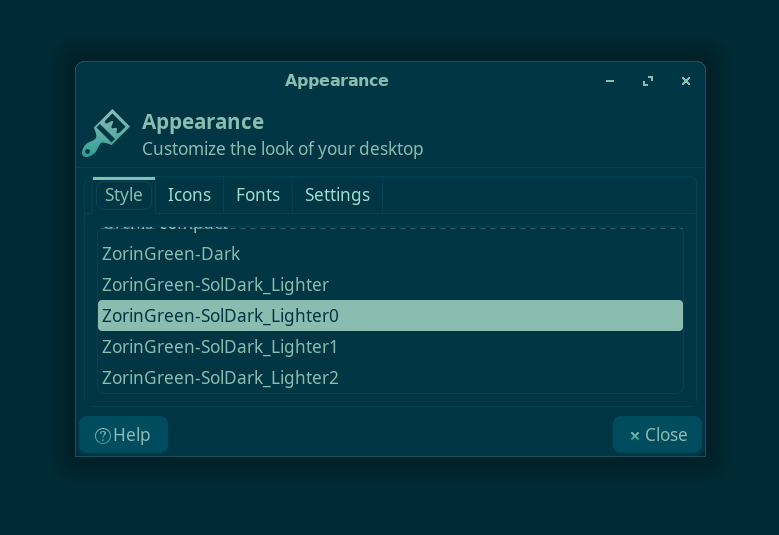 Appearance
Appearance
Customize the look of your desktop
Style Icons Fonts Settings
ZorinGreen-Dark
ZorinGreen-SolDark_Lighter
ZorinGreen-SolDark_Lighter0
ZorinGreen-SolDark_Lighter1
ZorinGreen-SolDark_Lighter2
Help Close